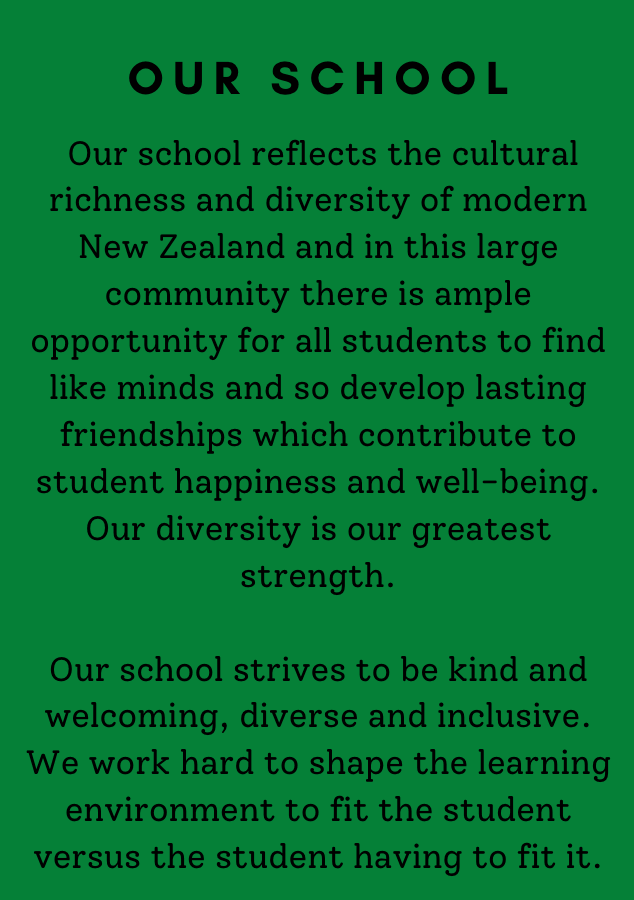 OUR SCHOOL
Our school reflects the cultural
richness and diversity of modern
New Zealand and in this large
community there is ample
opportunity for all students to find
like minds and so develop lasting
friendships which contribute to
student happiness and well-being.
Our diversity is our greatest
strength.
Our school strives to be kind and
welcoming, diverse and inclusive.
We work hard to shape the learning
environment to fit the student
versus the student having to fit it.